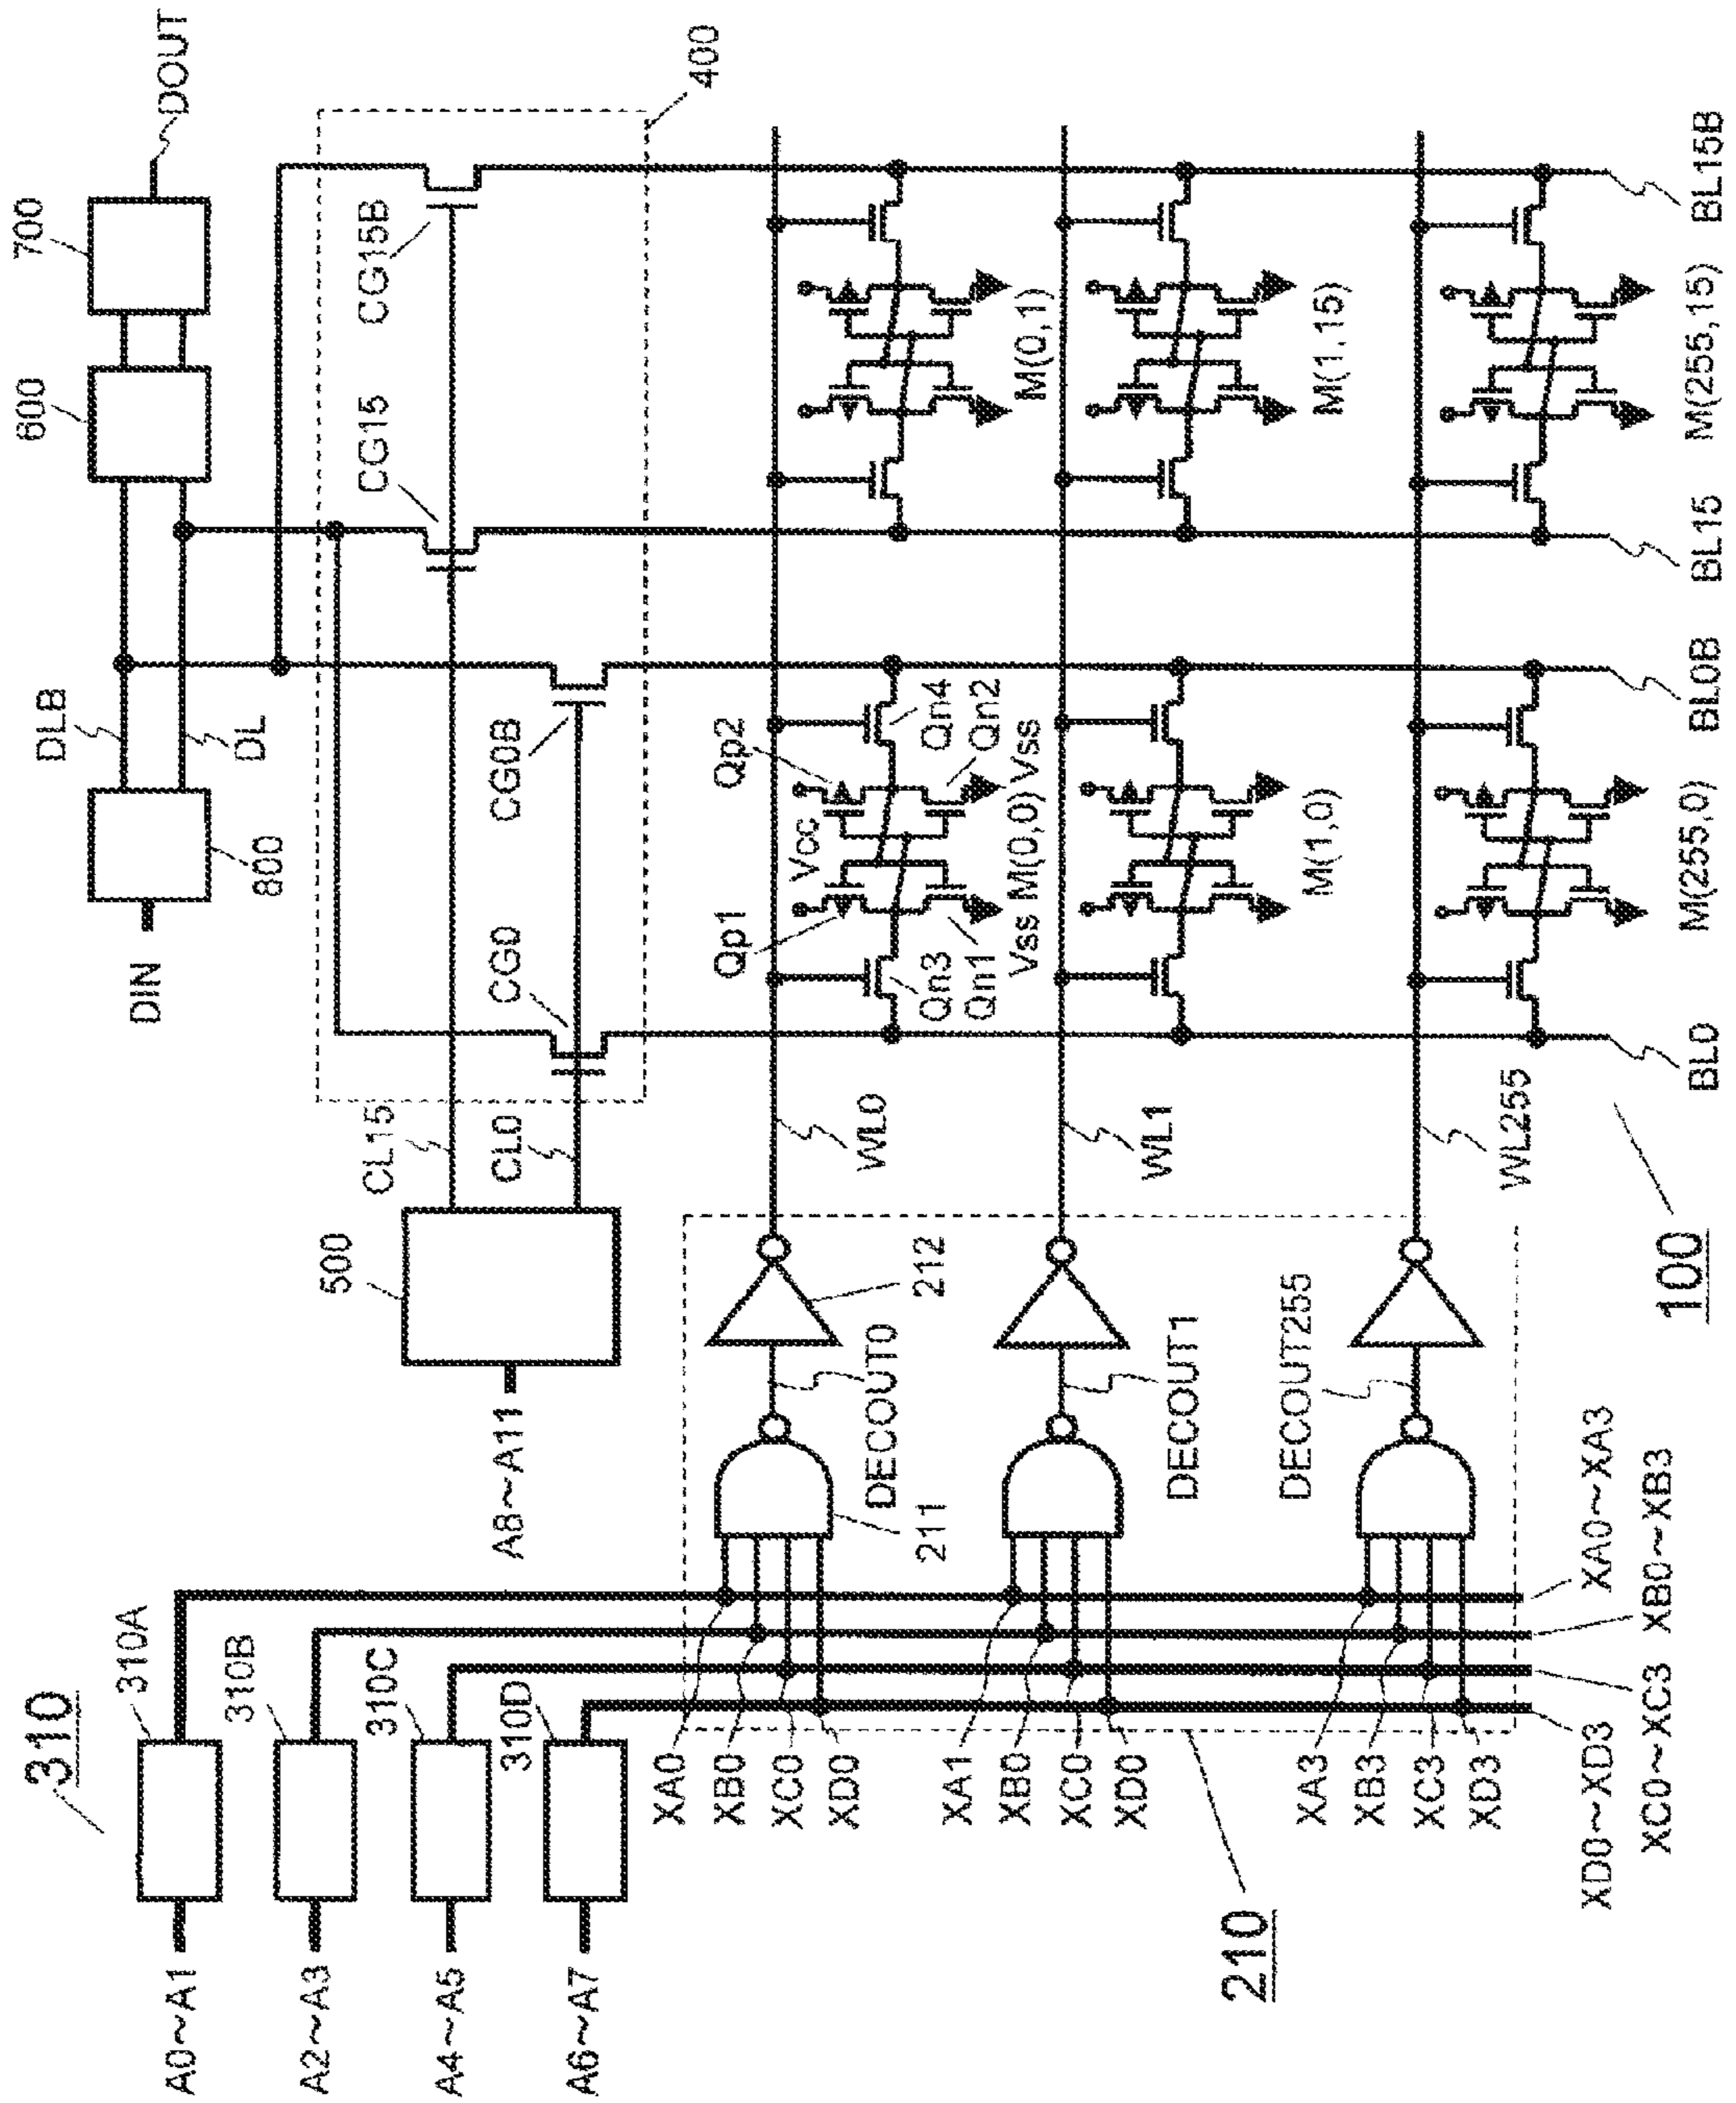 310
310A
A0~A1
310B
A2~A3
310C
A4~A5
310D
A6~A7
500
A8~A11
CL15
CL0
DIN
800
DLB
DL
600
700
DOUT
400
CG0
CG0B
CG15
CG15B
XA0
XB0
XC0
XD0
211
DECOUT0
212
WL0
Qp1
Vcc
Qp2
Qn3
Qn4
Qn1
Qn2
Vss M(0,0) Vss
M(0,1)
XA1
XB0
XC0
XD0
DECOUT1
WL1
M(1,0)
M(1,15)
XA3
XB3
XC3
XD3
DECOUT255
WL255
M(255,0)
M(255,15)
210
XD0~XD3
XA0~XA3
XC0~XC3
XB0~XB3
100
BL0
BL0B
BL15
BL15B